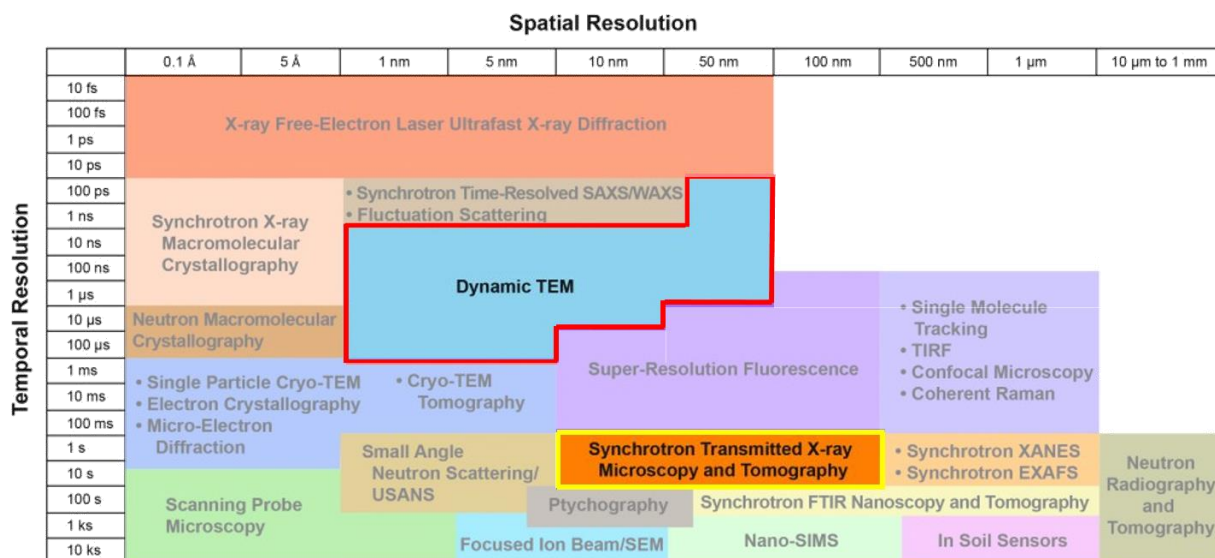 Spatial Resolution
0.1 Å 5 Å 1 nm 5 nm 10 nm 50 nm 100 nm 500 nm 1 µm 10 µm to 1 mm
Temporal Resolution
10 fs
100 fs
1 ps
10 ps
100 ps
1 ns
10 ns
100 ns
1 µs
10 µs
100 µs
1 ms
10 ms
100 ms
1 s
10 s
100 s
1 ks
10 ks
X-ray Free-Electron Laser Ultrafast X-ray Diffraction
• Synchrotron Time-Resolved SAXS/WAXS
• Fluctuation Scattering
Synchrotron X-ray
Macromolecular
Crystallography
Dynamic TEM
Neutron Macromolecular
Crystallography
• Single Molecule
Tracking
• TIRF
• Confocal Microscopy
• Coherent Raman
Super-Resolution Fluorescence
• Single Particle Cryo-TEM
• Electron Crystallography
• Micro-Electron
Diffraction
• Cryo-TEM
Tomography
Small Angle
Neutron Scattering/
USANS
Synchrotron Transmitted X-ray
Microscopy and Tomography
• Synchrotron XANES
• Synchrotron EXAFS
Neutron
Radiography
and
Tomography
Scanning Probe
Microscopy
Ptychography
Synchrotron FTIR Nanoscopy and Tomography
Focused Ion Beam/SEM
Nano-SIMS
In Soil Sensors